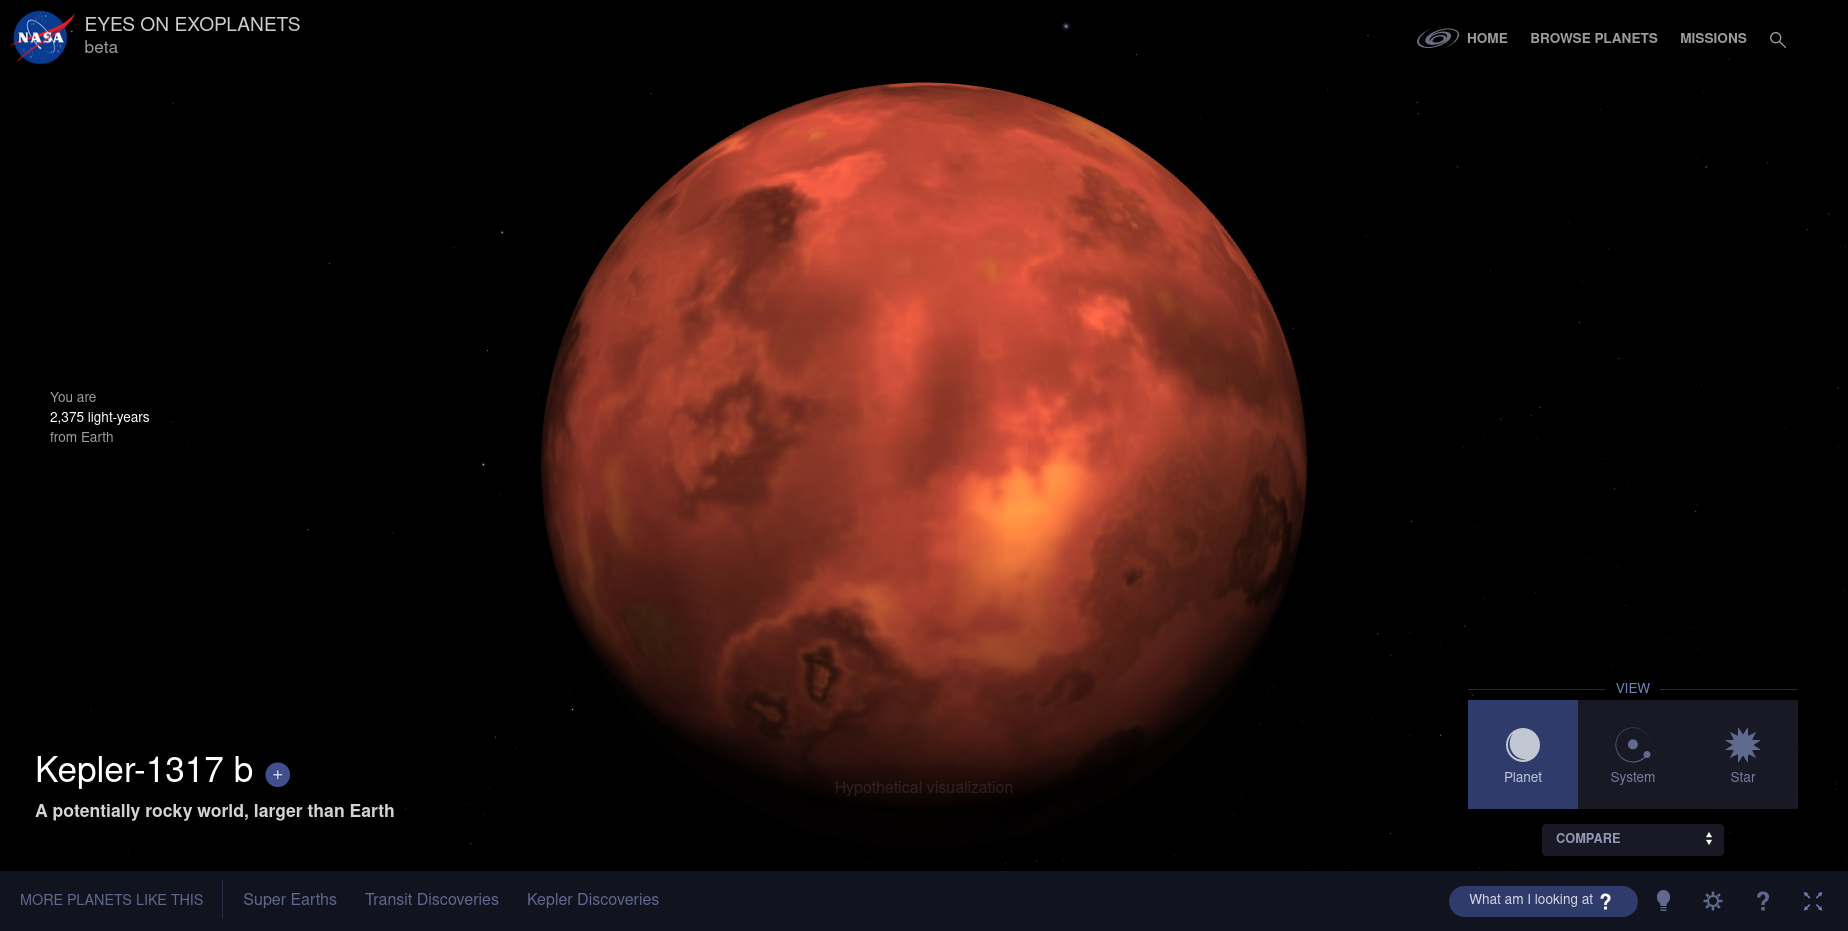 NASA
EYES ON EXOPLANETS
beta
HOME
BROWSE PLANETS
MISSIONS
You are
2,375 light-years
from Earth
Kepler-1317 b +
A potentially rocky world, larger than Earth
Hypothetical visualization
VIEW
Planet
System
Star
COMPARE
MORE PLANETS LIKE THIS
Super Earths
Transit Discoveries
Kepler Discoveries
What am I looking at ?
?